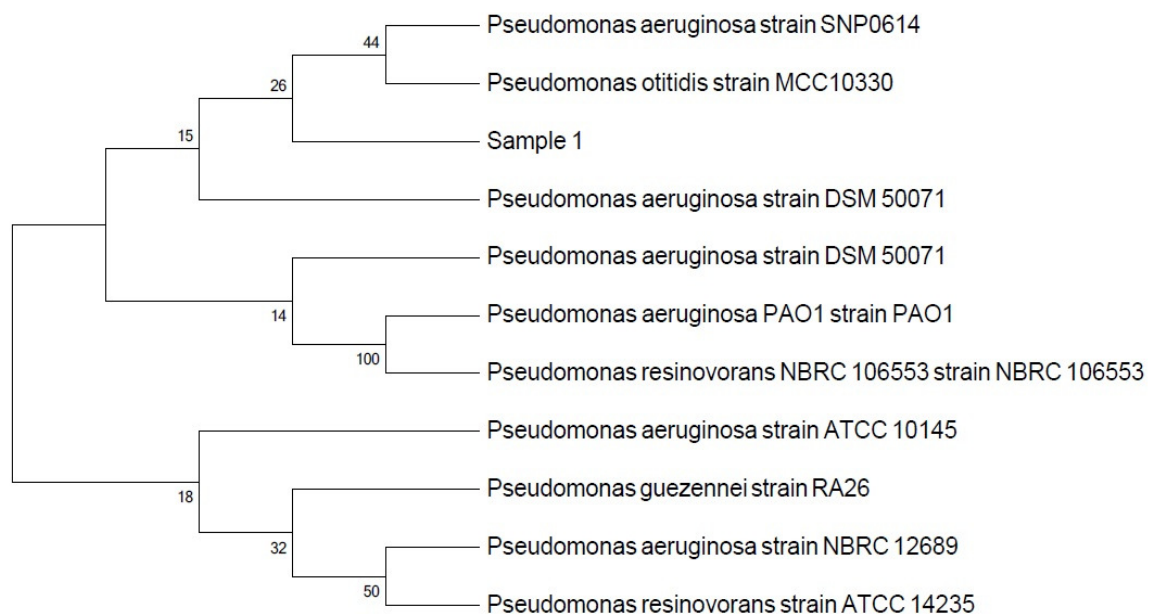 Pseudomonas aeruginosa strain SNP0614
44
Pseudomonas otitidis strain MCC10330
26
Sample 1
15
Pseudomonas aeruginosa strain DSM 50071
Pseudomonas aeruginosa strain DSM 50071
14
Pseudomonas aeruginosa PAO1 strain PAO1
100
Pseudomonas resinovorans NBRC 106553 strain NBRC 106553
Pseudomonas aeruginosa strain ATCC 10145
18
Pseudomonas guezennei strain RA26
32
Pseudomonas aeruginosa strain NBRC 12689
50
Pseudomonas resinovorans strain ATCC 14235